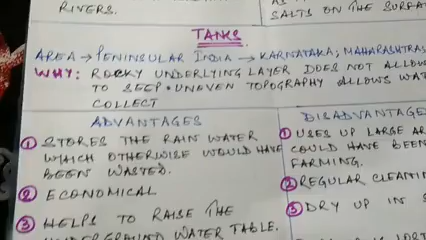 RIVERS.
SALTS ON THE SURFA
TANKS
AREA → PENINSULAR INDIA → KARNATAKA; MAHARASHTRA
WHY: ROCKY UNDERLYING LAYER DOES NOT ALLOW
TO SEEP. UNEVEN TOPOGRAPHY ALLOWS WAT
COLLECT
ADVANTAGES
① STORES THE RAIN WATER
WHICH OTHERWISE WOULD HAVE
BEEN WASTED.
② ECONOMICAL
③ HELPS TO RAISE THE
UNDERGROUND WATER TABLE.
DISADVANTAGE
① USES UP LARGE AR
COULD HAVE BEEN
FARMING.
② REGULAR CLEANIN
③ DRY UP IN S